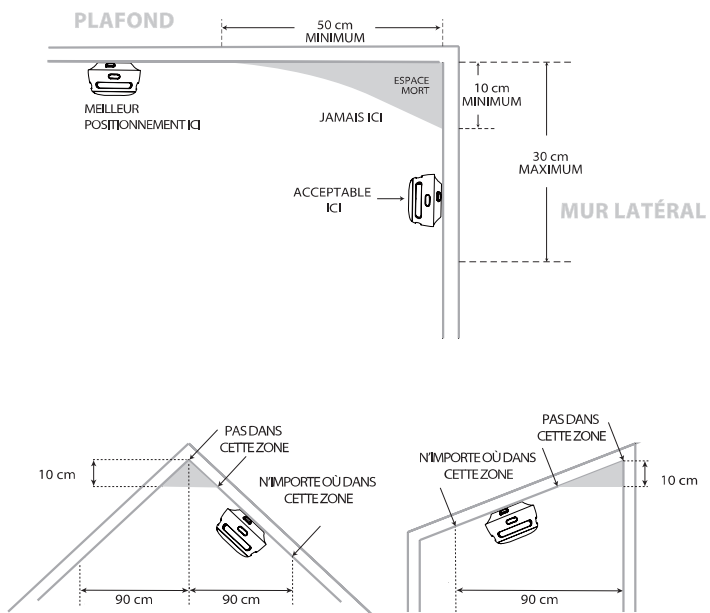 PLAFOND
50 cm
MINIMUM
ESPACE
MORT
10 cm
MINIMUM
MEILLEUR
POSITIONNEMENT ICI
JAMAIS ICI
30 cm
MAXIMUM
ACCEPTABLE
ICI
MUR LATÉRAL
PAS DANS
CETTE ZONE
10 cm
N'IMPORTE OÙ DANS
CETTE ZONE
90 cm
90 cm
PAS DANS
CETTE ZONE
N'IMPORTE OÙ DANS
CETTE ZONE
10 cm
90 cm